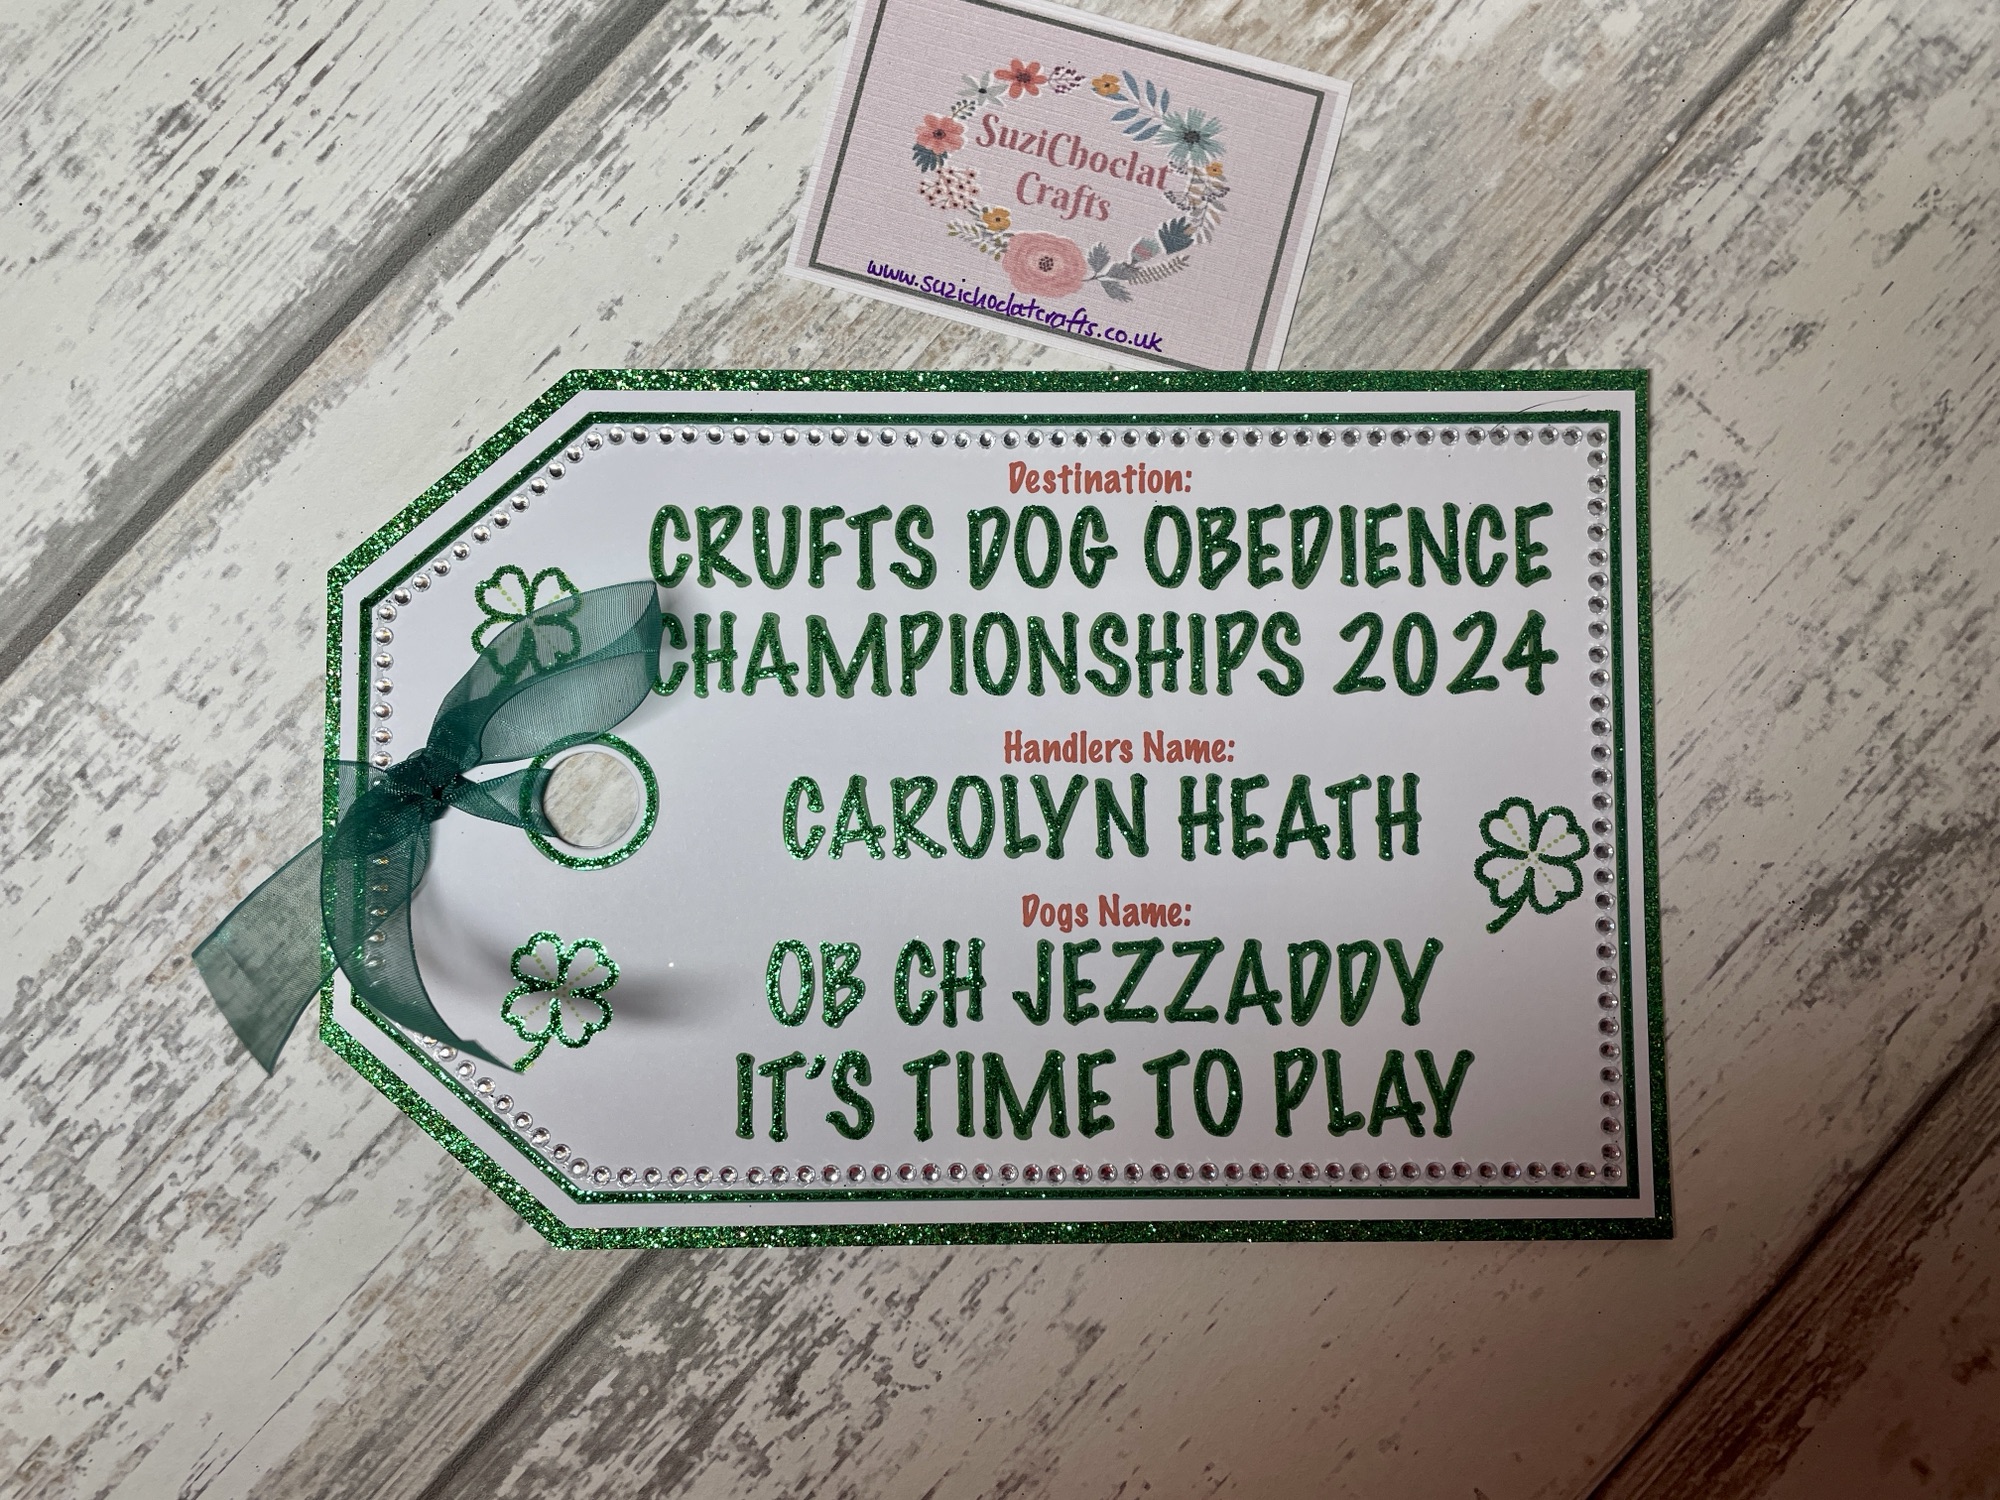 SuziChoclat
Crafts
www.suzichoclatcrafts.co.uk
Destination:
CRUFTS DOG OBEDIENCE
CHAMPIONSHIPS 2024
Handlers Name:
CAROLYN HEATH
Dogs Name:
OB CH JEZZADDY
IT'S TIME TO PLAY